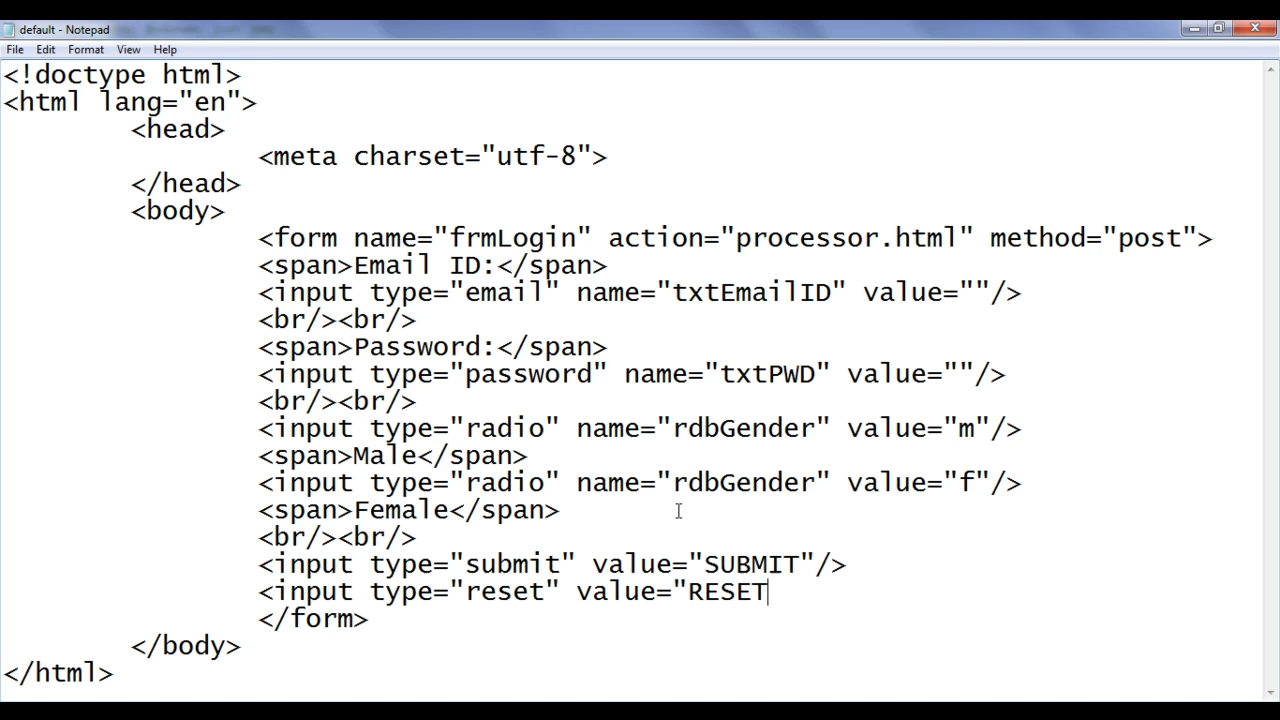 default - Notepad
File Edit Format View Help
<!doctype html>
<html lang="en">
<head>
<meta charset="utf-8">
</head>
<body>
<form name="frmLogin" action="processor.html" method="post">
<span>Email ID:</span>
<input type="email" name="txtEmailID" value=""/>
<br/><br/>
<span>Password:</span>
<input type="password" name="txtPWD" value=""/>
<br/><br/>
<input type="radio" name="rdbGender" value="m"/>
<span>Male</span>
<input type="radio" name="rdbGender" value="f"/>
<span>Female</span>
<br/><br/>
<input type="submit" value="SUBMIT"/>
<input type="reset" value="RESET
</form>
</body>
</html>